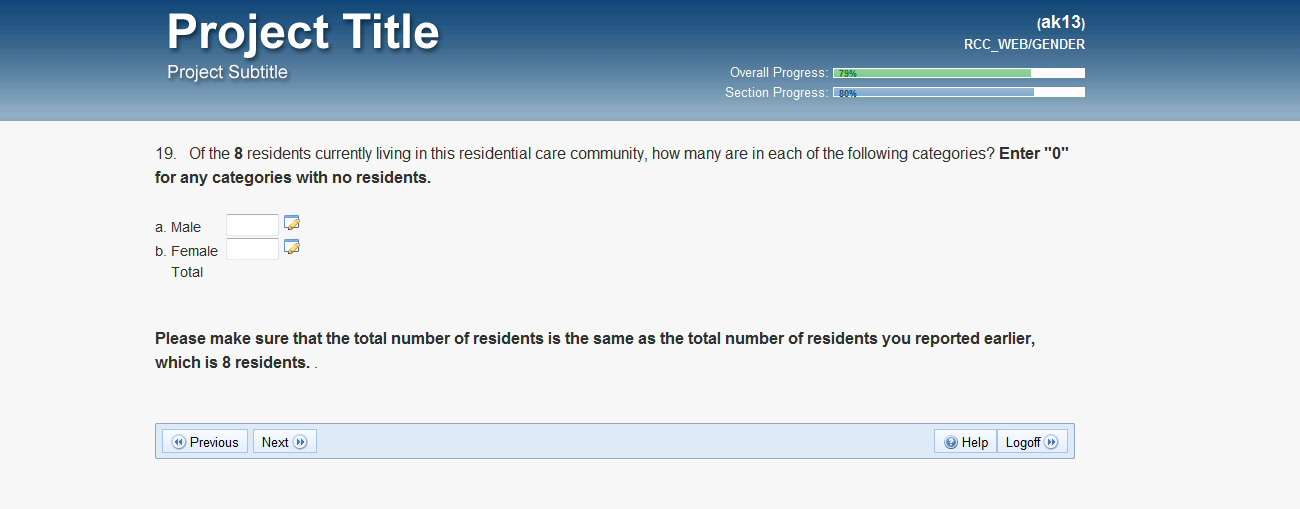 Project Title
Project Subtitle
(ak13)
RCC_WEB/GENDER
Overall Progress: 79%
Section Progress: 80%
19. Of the 8 residents currently living in this residential care community, how many are in each of the following categories? Enter "0"
for any categories with no residents.
a. Male
b. Female
Total
Please make sure that the total number of residents is the same as the total number of residents you reported earlier,
which is 8 residents. .
Previous Next Help Logoff